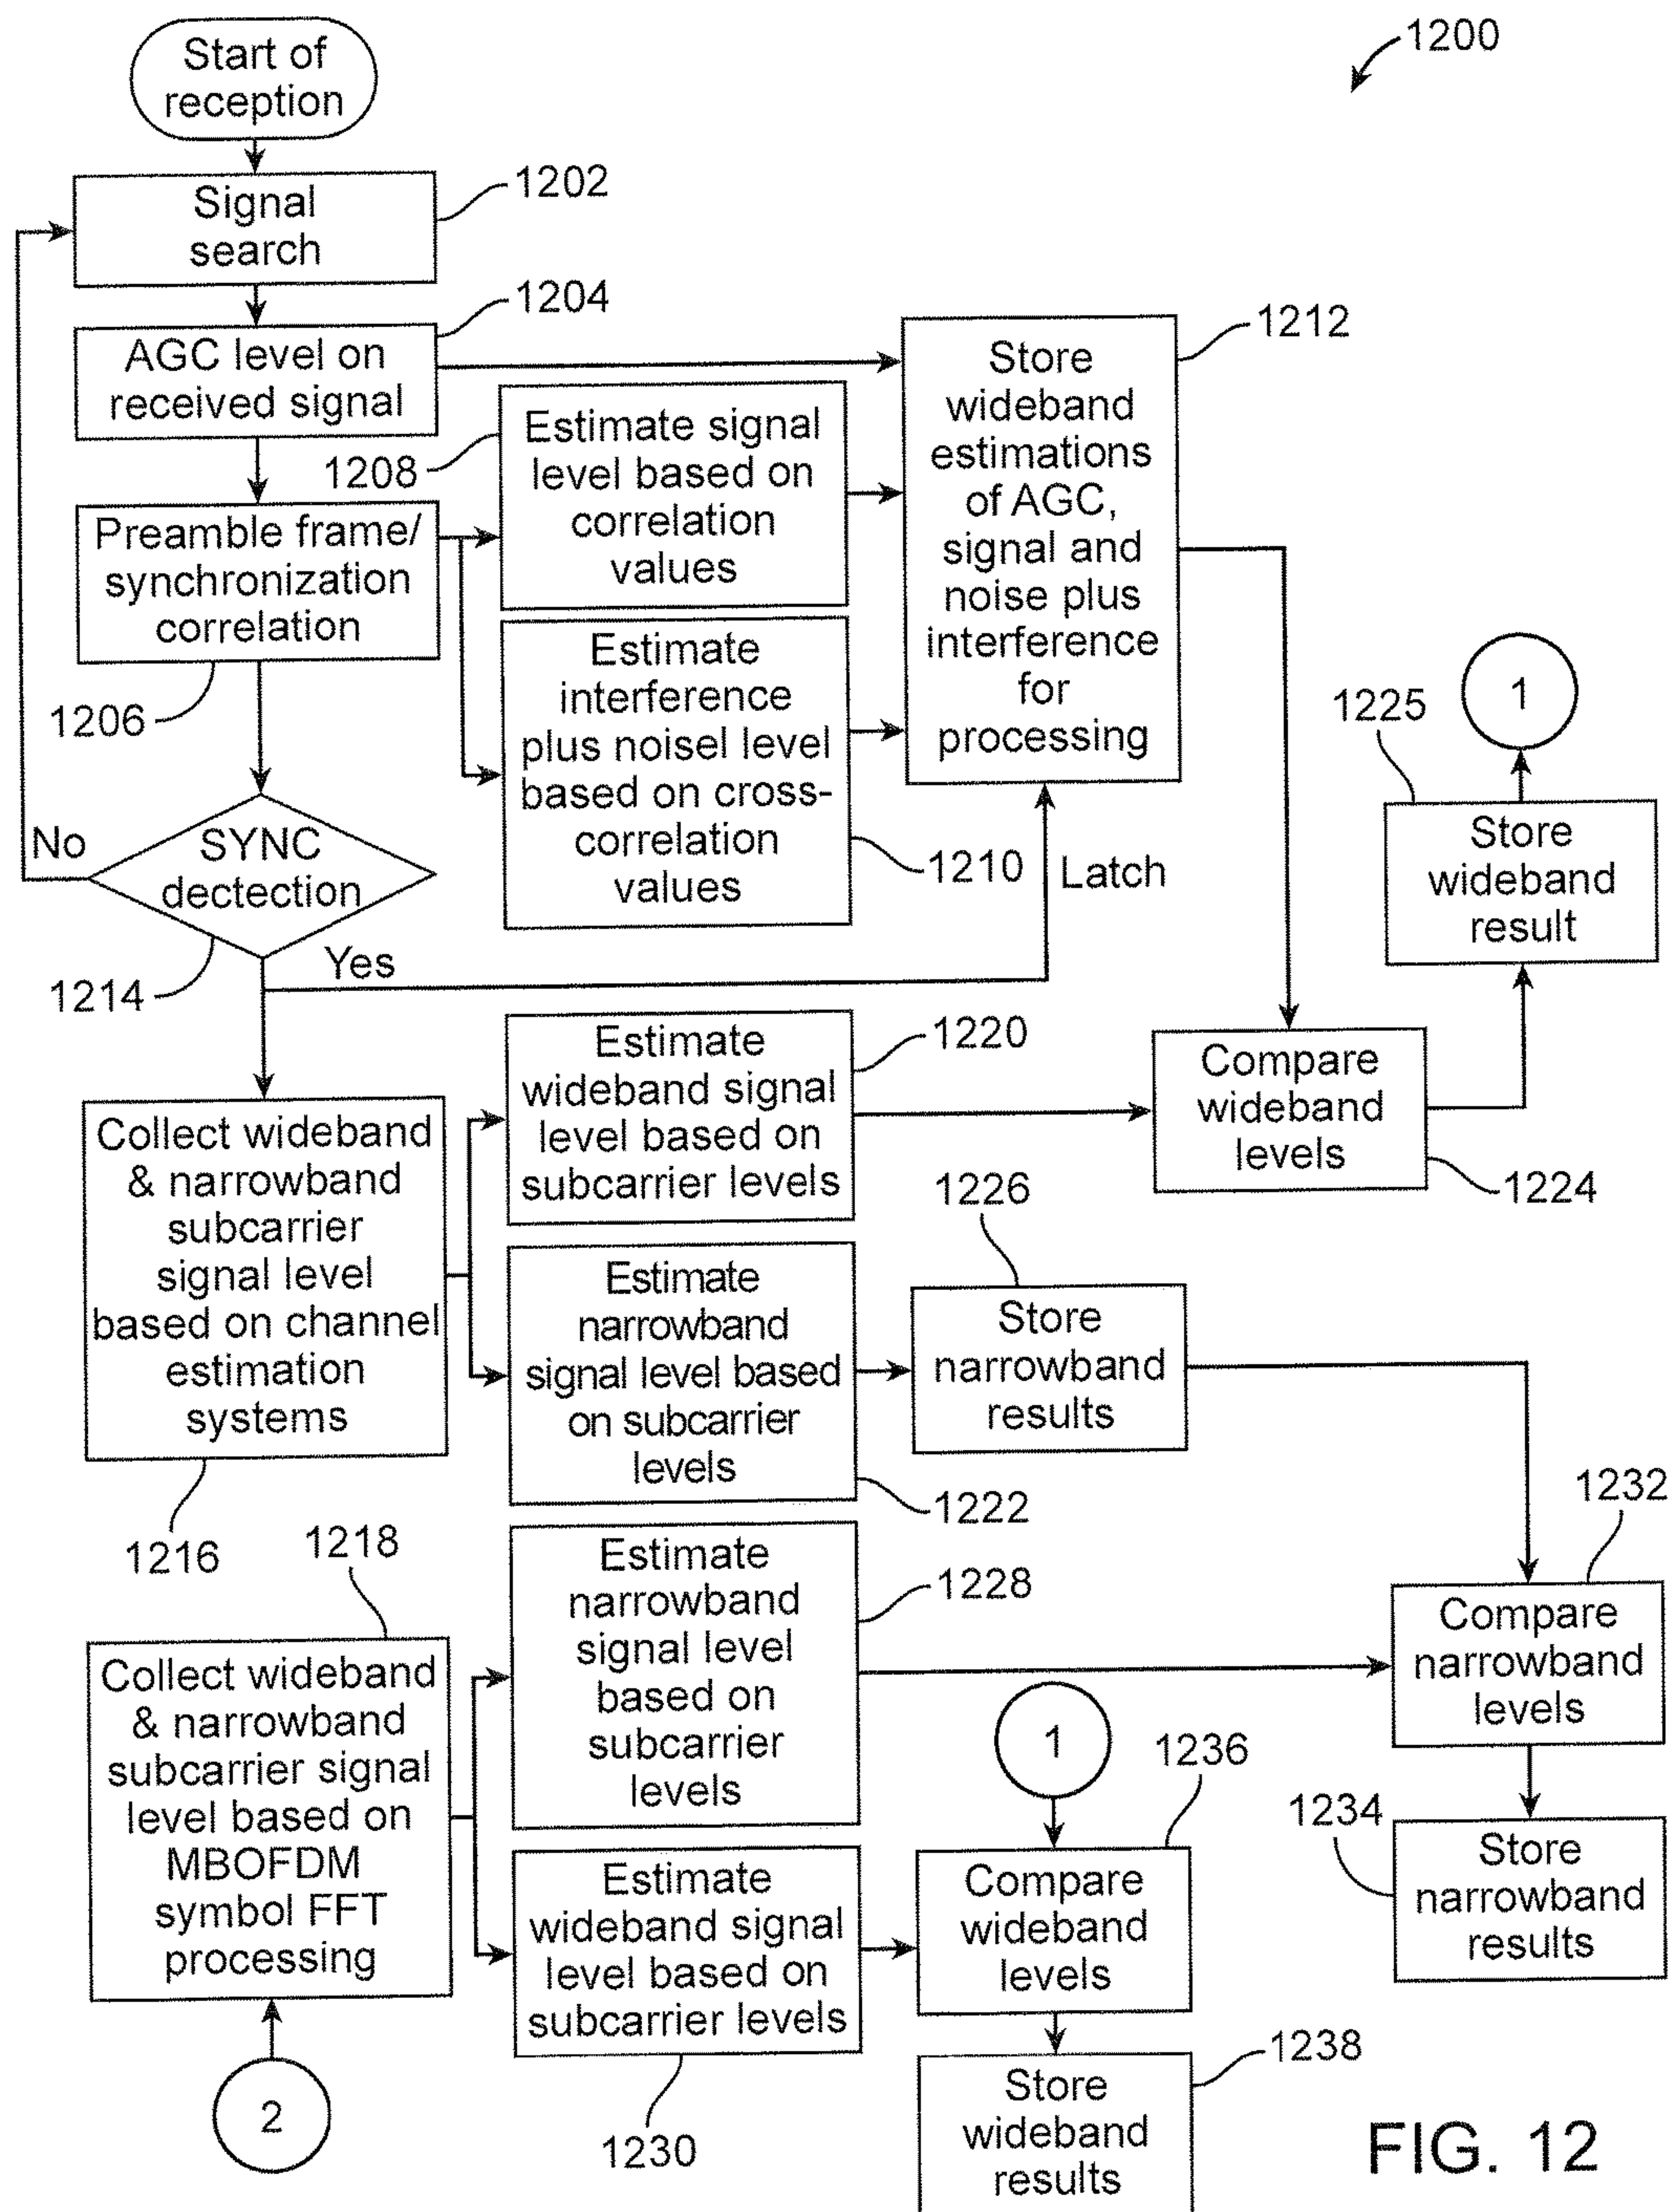 1200
Start of
reception
Signal
search
1202
AGC level on
received signal
1204
Preamble frame/
synchronization
correlation
1206
Estimate signal
level based on
correlation
values
1208
Estimate
interference
plus noisel level
based on cross-
correlation
values
1210
Store
wideband
estimations
of AGC,
signal and
noise plus
interference
for
processing
1212
SYNC
dectection
1214
No
Yes
Latch
1
1225
Store
wideband
result
Collect wideband
& narrowband
subcarrier
signal level
based on channel
estimation
systems
1216
Estimate
wideband signal
level based on
subcarrier levels
1220
Compare
wideband
levels
1224
Estimate
narrowband
signal level based
on subcarrier
levels
1222
1226
Store
narrowband
results
1218
Collect wideband
& narrowband
subcarrier signal
level based on
MBOFDM
symbol FFT
processing
2
Estimate
narrowband
signal level
based on
subcarrier
levels
1228
1232
Compare
narrowband
levels
1234
Store
narrowband
results
Estimate
wideband signal
level based on
subcarrier levels
1230
1
1236
Compare
wideband
levels
1238
Store
wideband
results
FIG. 12